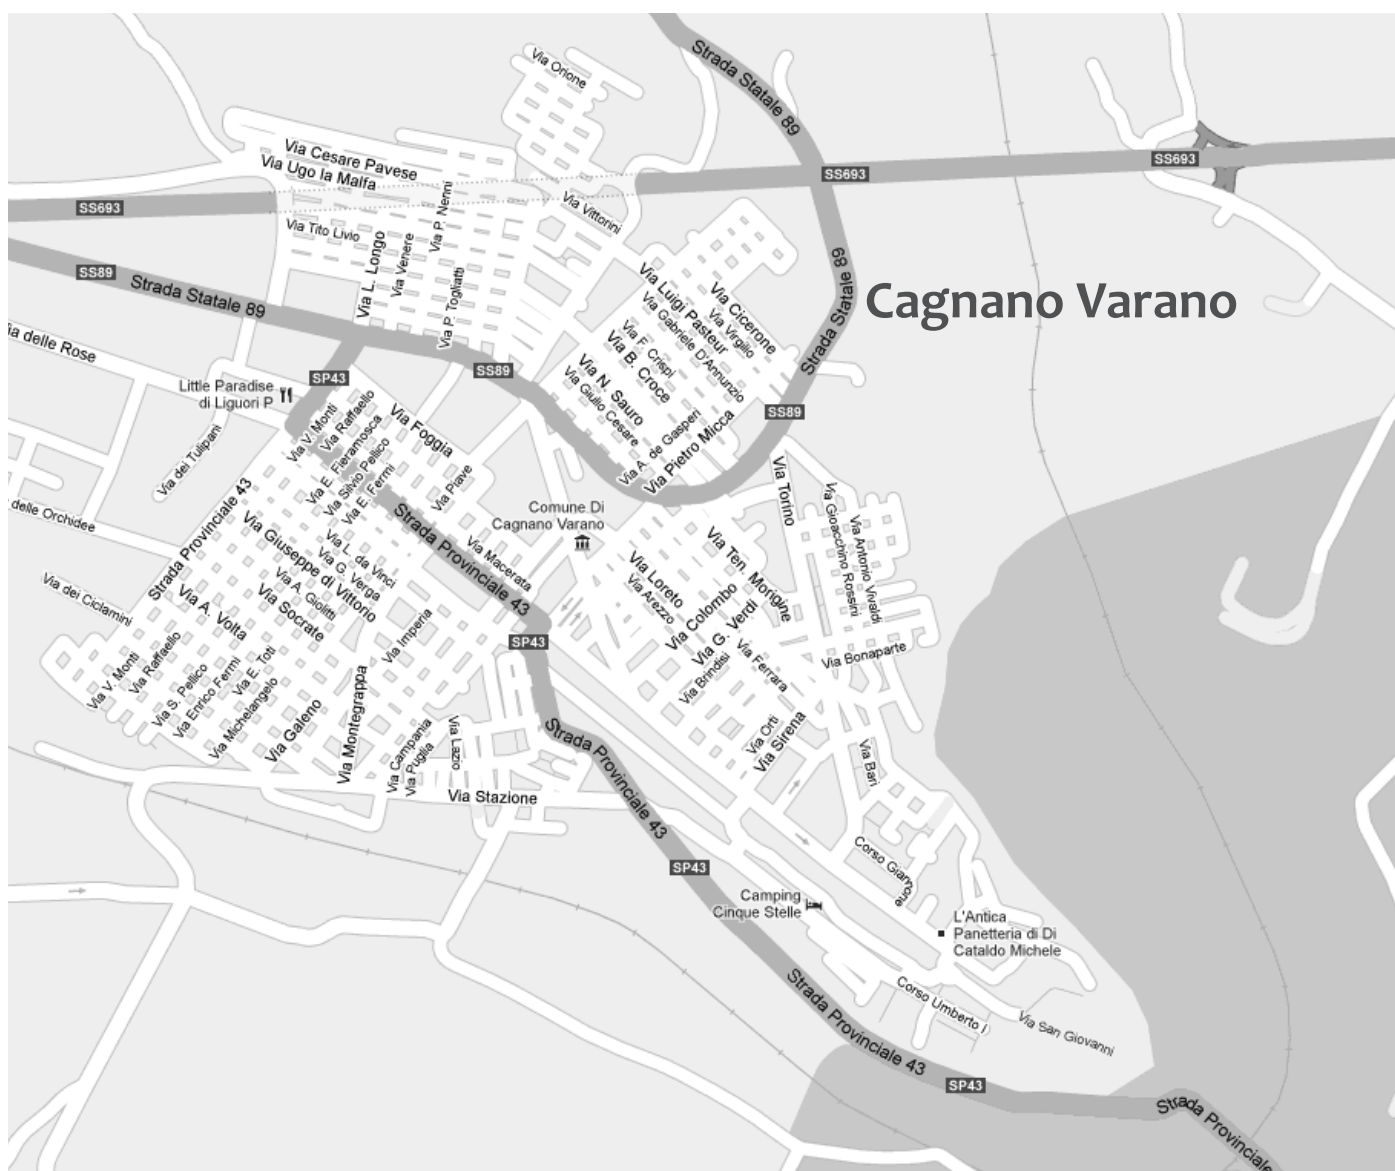 Via Orione
Strada Statale 89
Via Cesare Pavese
Via Ugo la Malfa
SS693
SS693
SS693
Via P. Nenni
Via Vittorini
Via Tito Livio
Via L. Longo
Via Venere
Via P. Togliatti
SS89
Strada Statale 89
Strada Statale 89
Cagnano Varano
Via Luigi Pasteur
Via Cicerone
Via Virgilio
Via Gabriele D'Annunzio
Via F. Crispi
Via B. Croce
Via N. Sauro
Via Giulio Cesare
Via A. de Gasperi
Via Pietro Micca
SS89
SS89
ia delle Rose
SP43
Little Paradise
di Liguori P
Via V. Monti
Via Raffaello
Via E. Fieramosca
Via Silvio Pellico
Via E. Fermi
Via Foggia
Via Piave
Via dei Tulipani
Strada Provinciale 43
delle Orchidee
Via dei Ciclamini
Comune Di
Cagnano Varano
Via Macerata
Strada Provinciale 43
SP43
Via Giuseppe di Vittorio
Via L. da Vinci
Via G. Verga
Via A. Giolitti
Via Socrate
Via A. Volta
Via Imperia
Via V. Monti
Via Raffaello
Via S. Pellico
Via Enrico Fermi
Via E. Toti
Via Michelangelo
Via Galeno
Via Montegrappa
Via Campania
Via Puglia
Via Lazio
Via Stazione
Via Torino
Via Gioacchino Rossini
Via Antonio Vivaldi
Via Ten. Morigine
Via Loreto
Via Arezzo
Via Colombo
Via G. Verdi
Via Brindisi
Via Ferrara
Via Bonaparte
Via Orti
Via Sirena
Via Bari
Strada Provinciale 43
SP43
Corso Giannone
Camping
Cinque Stelle
L'Antica
Panetteria di Di
Cataldo Michele
Corso Umberto I
Via San Giovanni
Strada Provinciale 43
SP43
Strada Provinciale